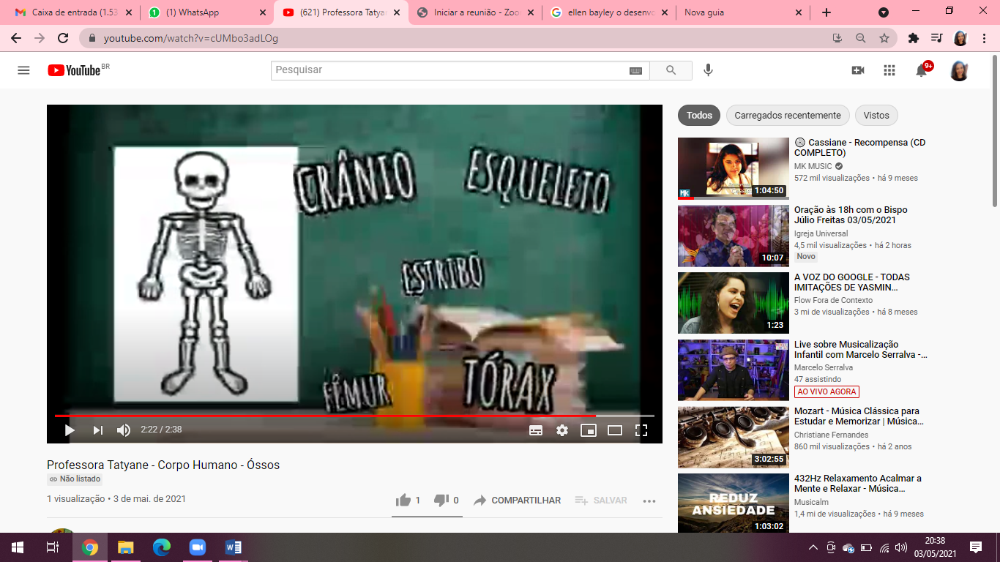 Caixa de entrada (1.53
(1) WhatsApp
(621) Professora Tatya
Iniciar a reunião - Zoo
ellen bayley o desenvo
Nova guia
youtube.com/watch?v=cUMbo3adLOg
YouTube BR
Pesquisar
9+
CRÂNIO
ESQUELETO
ESTRIBO
FÊMUR
TÓRAX
2:22 / 2:38
Professora Tatyane - Corpo Humano - Óssos
Não listado
1 visualização • 3 de mai. de 2021
1
0
COMPARTILHAR
SALVAR
Todos
Carregados recentemente
Vistos
Cassiane - Recompensa (CD
COMPLETO)
MK MUSIC
572 mil visualizações • há 9 meses
MK
1:04:50
Oração às 18h com o Bispo
Júlio Freitas 03/05/2021
Igreja Universal
4,5 mil visualizações • há 2 horas
Novo
10:07
A VOZ DO GOOGLE - TODAS
IMITAÇÕES DE YASMIN...
Flow Fora de Contexto
3 mi de visualizações • há 8 meses
1:23
Live sobre Musicalização
Infantil com Marcelo Serralva -...
Marcelo Serralva
47 assistindo
AO VIVO AGORA
Mozart - Música Clássica para
Estudar e Memorizar | Música...
Christiane Fernandes
860 mil visualizações • há 2 anos
3:02:55
432Hz Relaxamento Acalmar a
Mente e Relaxar - Música...
Musicalm
1,4 mi de visualizações • há 9 meses
REDUZ
ANSIEDADE
1:03:02
20:38
03/05/2021